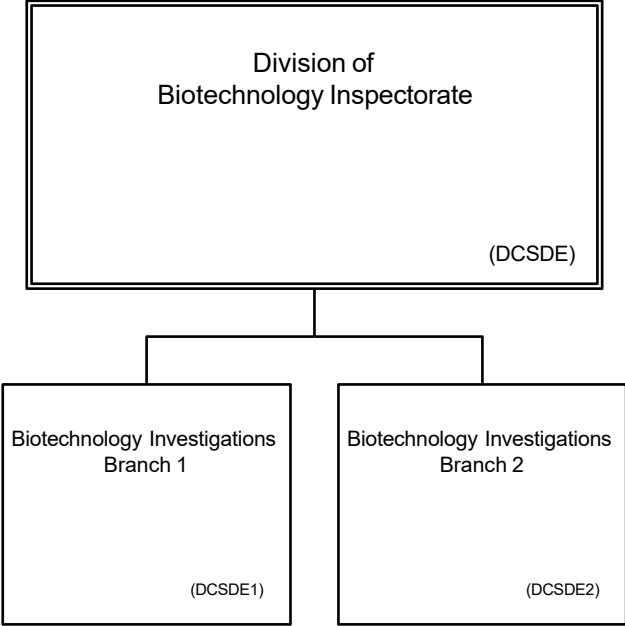 Division of
Biotechnology Inspectorate
(DCSDE)
Biotechnology Investigations
Branch 1
(DCSDE1)
Biotechnology Investigations
Branch 2
(DCSDE2)